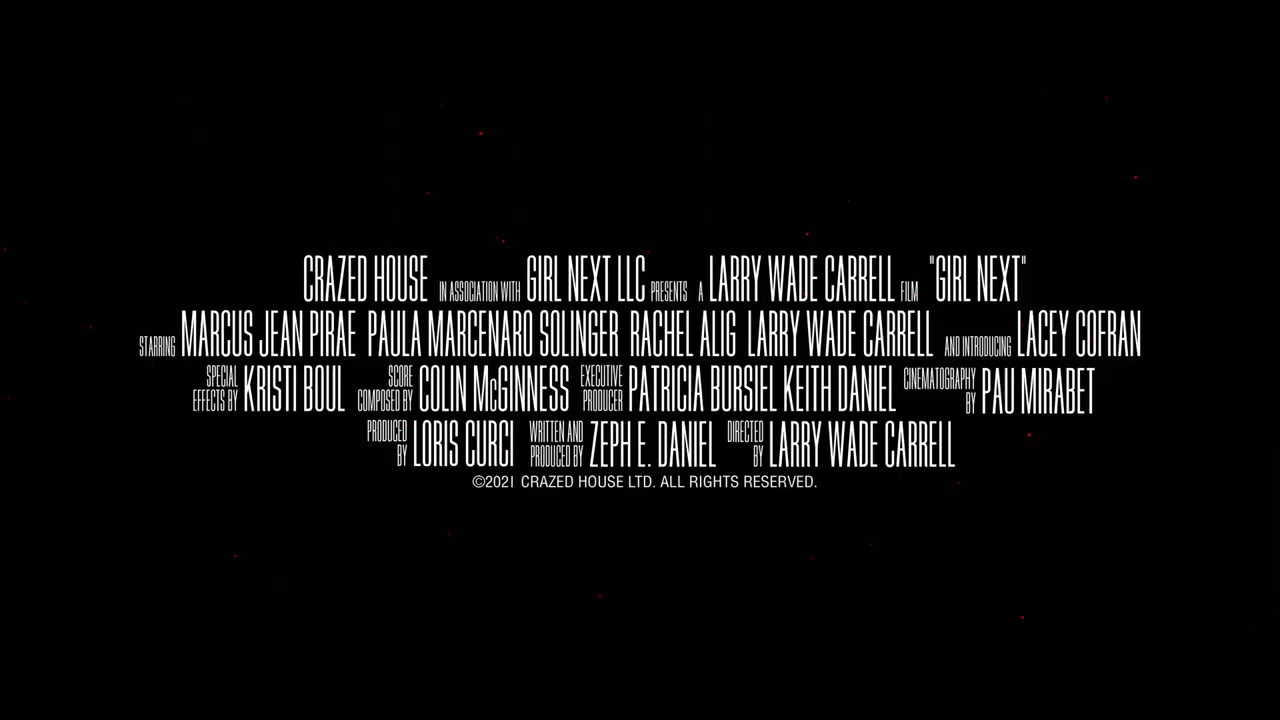 CRAZED HOUSE IN ASSOCIATION WITH GIRL NEXT LLC PRESENTS A LARRY WADE CARRELL FILM "GIRL NEXT"
STARRING MARCUS JEAN PIRAE PAULA MARCENARO SOLINGER RACHEL ALIG LARRY WADE CARRELL AND INTRODUCING LACEY COFRAN
SPECIAL EFFECTS BY KRISTI BOUL SCORE COMPOSED BY COLIN McGINNESS EXECUTIVE PRODUCER PATRICIA BURSIEL KEITH DANIEL CINEMATOGRAPHY BY PAU MIRABET
PRODUCED BY LORIS CURCI WRITTEN AND PRODUCED BY ZEPH E. DANIEL DIRECTED BY LARRY WADE CARRELL
©2021 CRAZED HOUSE LTD. ALL RIGHTS RESERVED.